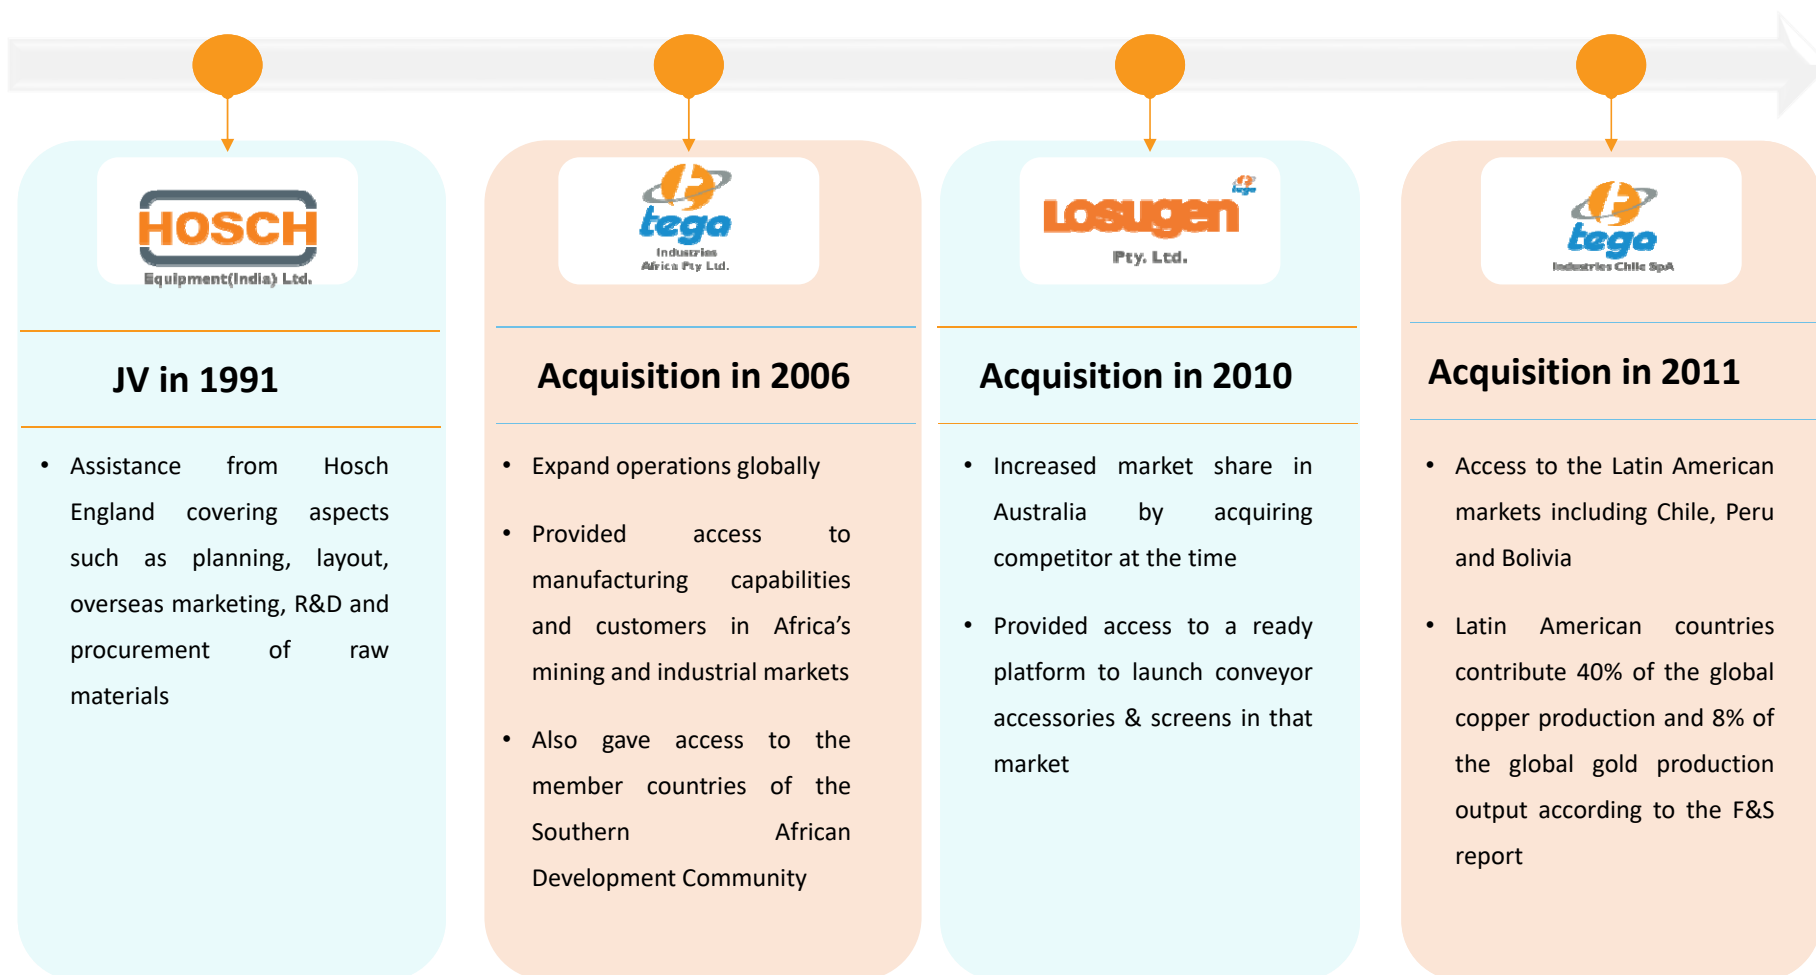 HOSCH
Equipment(India) Ltd.
JV in 1991
• Assistance from Hosch
England covering aspects
such as planning, layout,
overseas marketing, R&D and
procurement of raw
materials
tega
Industries
Africa Pty Ltd.
Acquisition in 2006
• Expand operations globally
• Provided access to
manufacturing capabilities
and customers in Africa’s
mining and industrial markets
• Also gave access to the
member countries of the
Southern African
Development Community
tega
LOSUGEN
Pty. Ltd.
Acquisition in 2010
• Increased market share in
Australia by acquiring
competitor at the time
• Provided access to a ready
platform to launch conveyor
accessories & screens in that
market
tega
Industries Chile SpA
Acquisition in 2011
• Access to the Latin American
markets including Chile, Peru
and Bolivia
• Latin American countries
contribute 40% of the global
copper production and 8% of
the global gold production
output according to the F&S
report